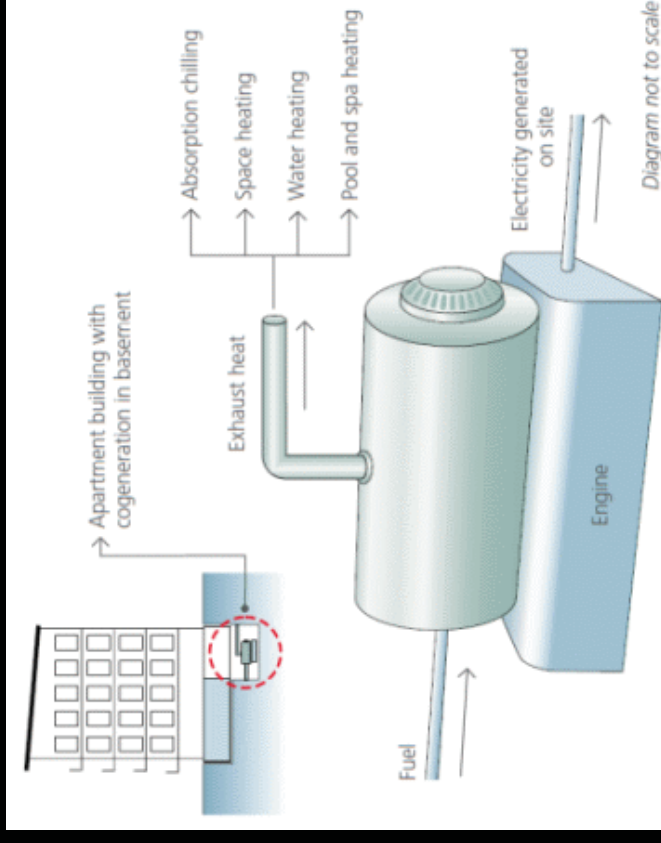 Apartment building with
cogeneration in basement
Exhaust heat
Absorption chilling
Space heating
Water heating
Pool and spa heating
Fuel
Engine
Electricity generated
on site
Diagram not to scale